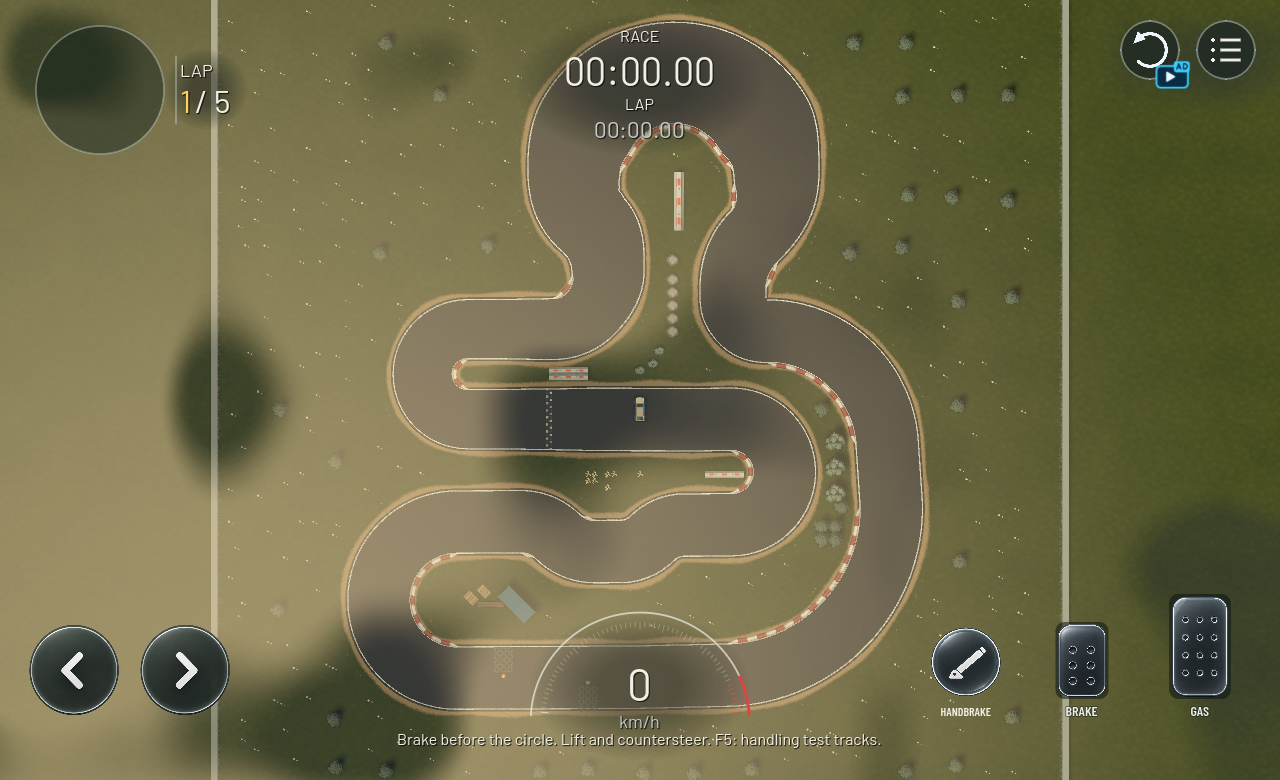 RACE
00:00.00
LAP
00:00.00
LAP
1/ 5
AD
0
km/h
HANDBRAKE
BRAKE
GAS
Brake before the circle. Lift and countersteer. F5: handling test tracks.